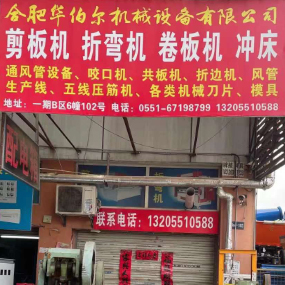 合肥华伯尔机械设备有限公司
剪板机 折弯机 卷板机 冲床
通风管设备、咬口机、共板机、折边机、风管
生产线、五线压筋机、各类机械刀片、模具
地址：一期B区6幢102号 电话：0551-67198799 13205510588
折弯机
联系电话：13205510588